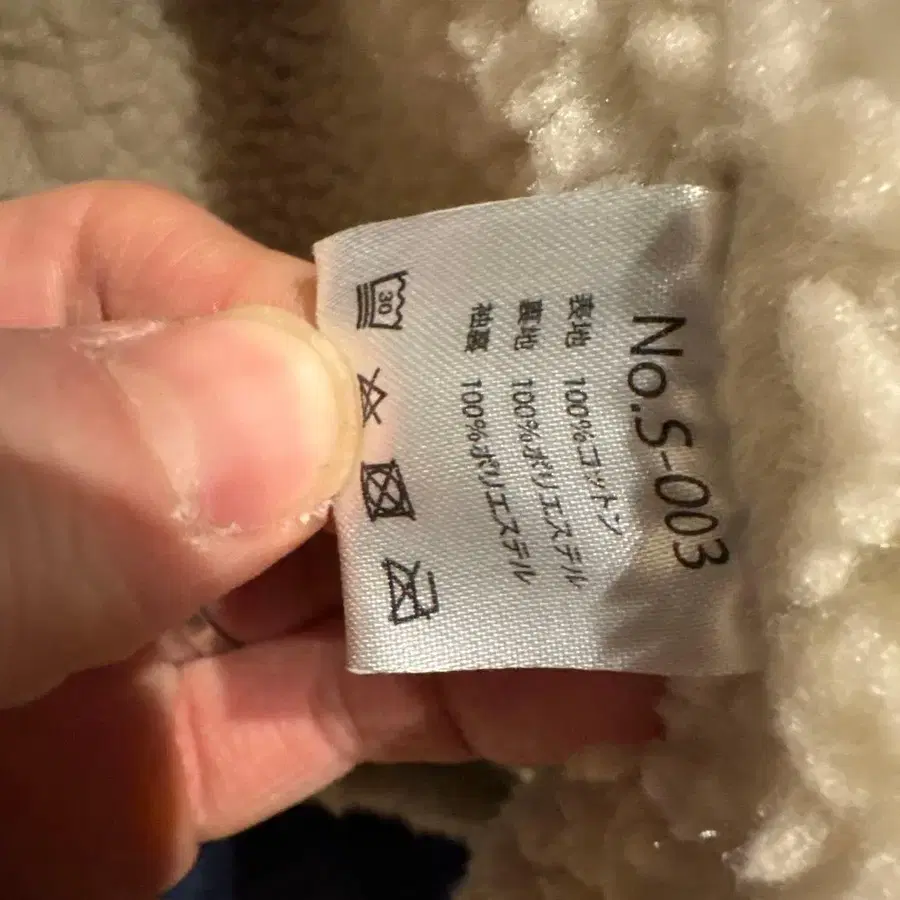 No.S-003
表地 100%コットン
裏地 100%ポリエステル
袖裏 100%ポリエステル
30